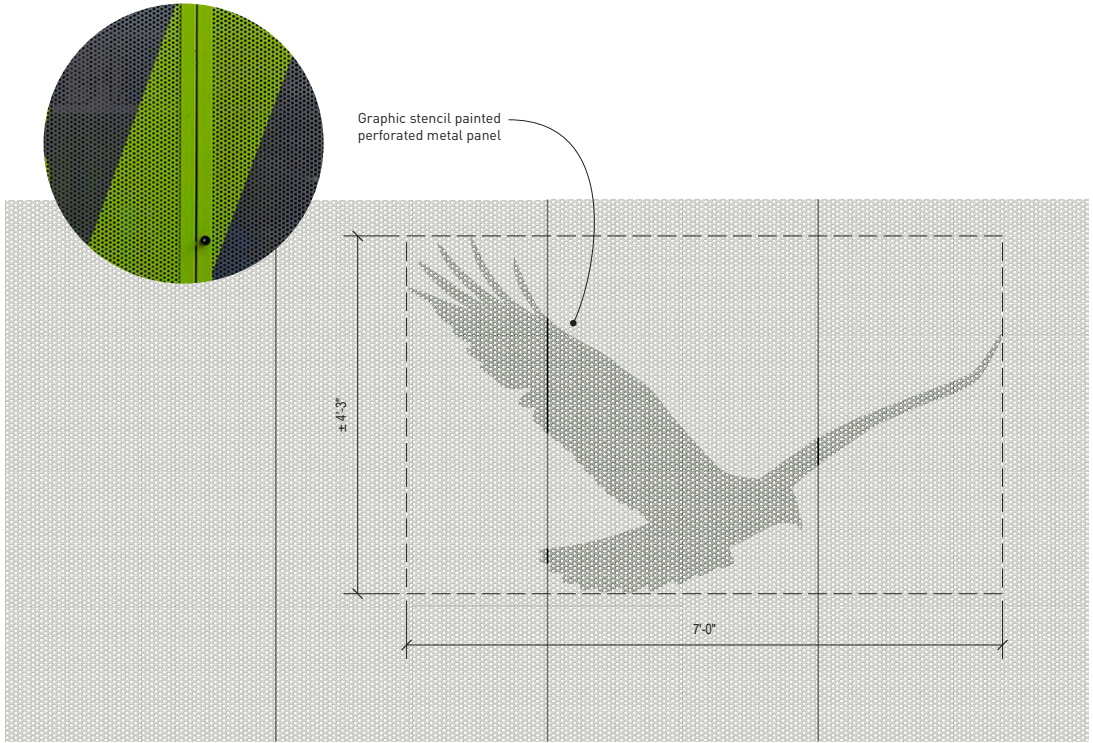 Graphic stencil painted
perforated metal panel
± 4'-3"
7'-0"